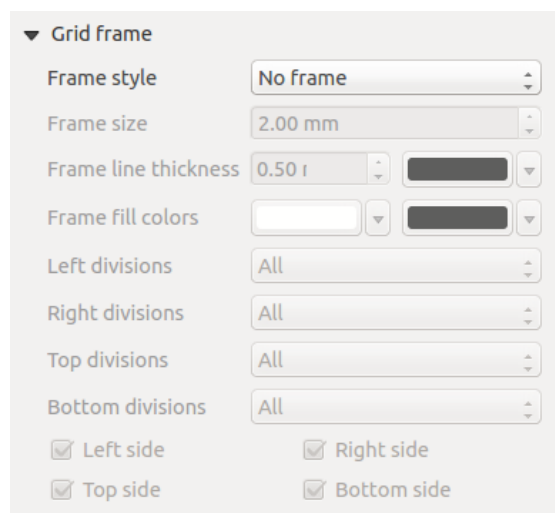 Grid frame
Frame style No frame
Frame size 2.00 mm
Frame line thickness 0.50
Frame fill colors
Left divisions All
Right divisions All
Top divisions All
Bottom divisions All
Left side Right side
Top side Bottom side